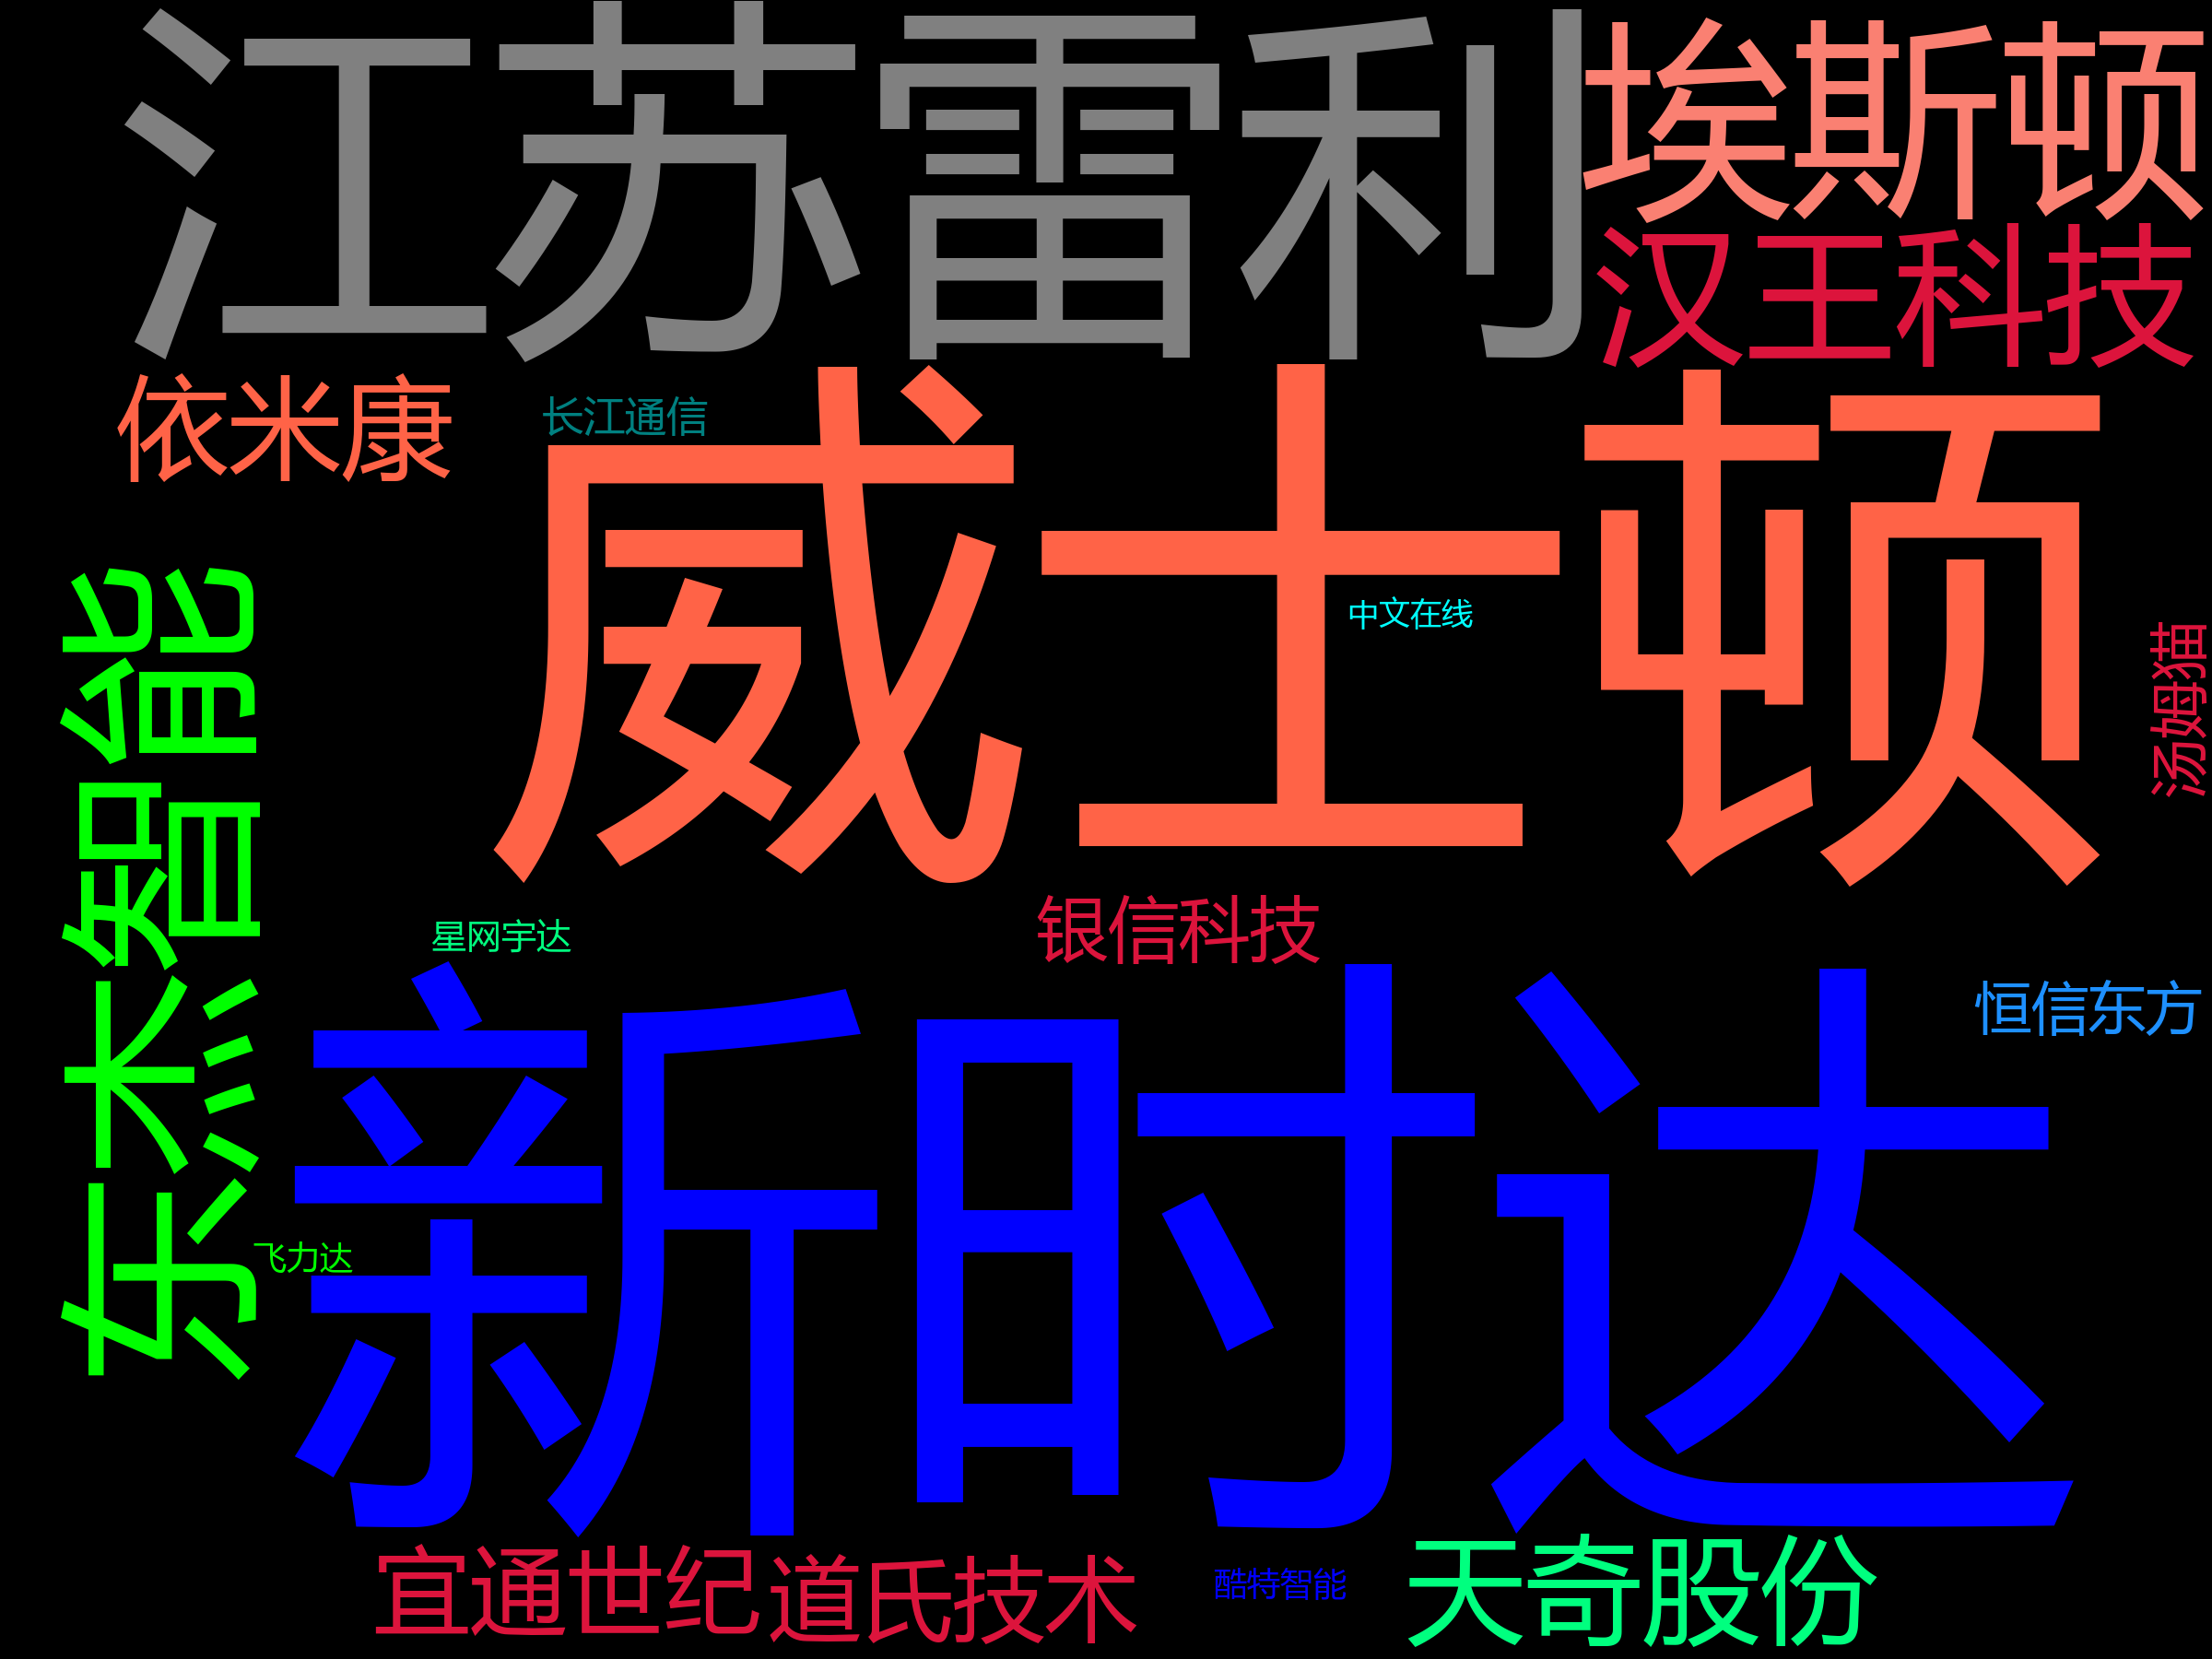 江苏雷利
埃斯顿
汉王科技
依米康
长江通信
威士顿
中文在线
汤姆猫
东杰智能
星网宇达
银信科技
恒信东方
新时达
飞力达
宜通世纪道氏技术
酷特智能
天奇股份